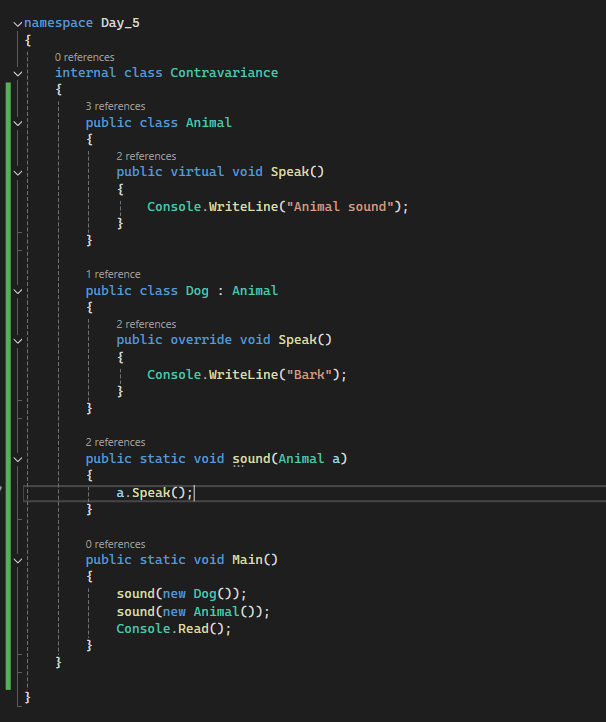 namespace Day_5
{
0 references
internal class Contravariance
{
3 references
public class Animal
{
2 references
public virtual void Speak()
{
Console.WriteLine("Animal sound");
}
}
1 reference
public class Dog : Animal
{
2 references
public override void Speak()
{
Console.WriteLine("Bark");
}
}
2 references
public static void sound(Animal a)
{
a.Speak();
}
0 references
public static void Main()
{
sound(new Dog());
sound(new Animal());
Console.Read();
}
}
}